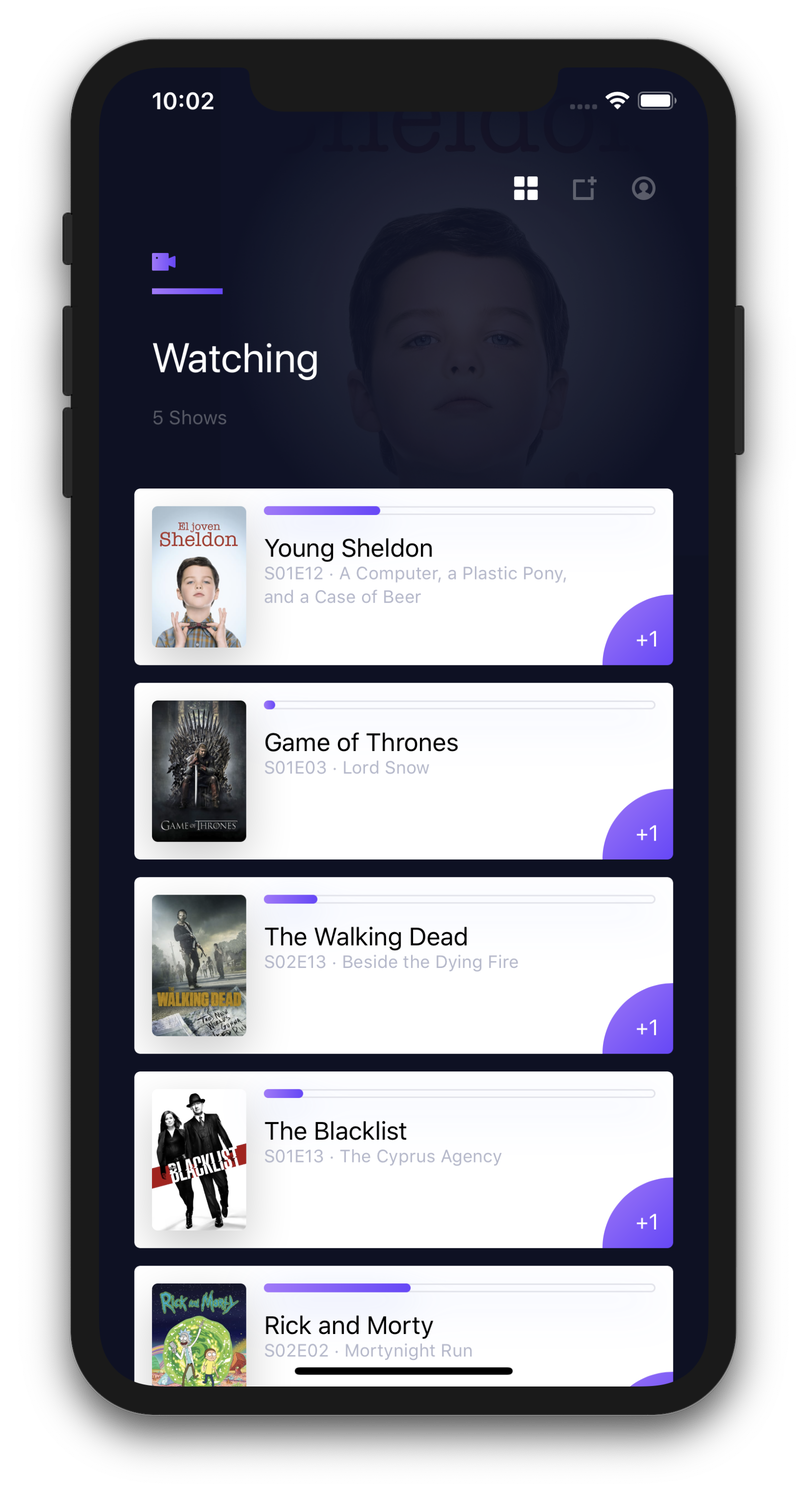 10:02
Sheldon
Watching
5 Shows
El joven
Sheldon
Young Sheldon
S01E12 · A Computer, a Plastic Pony,
and a Case of Beer
+1
GAME OF THRONES
Game of Thrones
S01E03 · Lord Snow
+1
WALKING DEAD
The Walking Dead
S02E13 · Beside the Dying Fire
+1
BLACKLIST
The Blacklist
S01E13 · The Cyprus Agency
+1
Rick and Morty
Rick and Morty
S02E02 · Mortynight Run